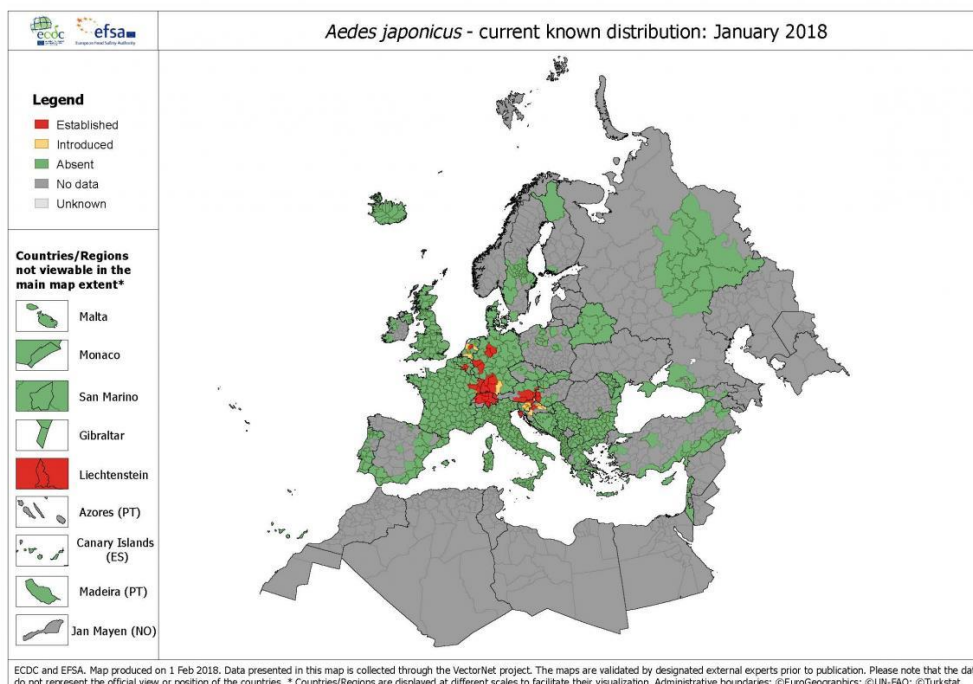 ecdc
efsa
European Food Safety Authority
Aedes japonicus - current known distribution: January 2018
Legend
Established
Introduced
Absent
No data
Unknown
Countries/Regions
not viewable in the
main map extent*
Malta
Monaco
San Marino
Gibraltar
Liechtenstein
Azores (PT)
Canary Islands
(ES)
Madeira (PT)
Jan Mayen (NO)
ECDC and EFSA. Map produced on 1 Feb 2018. Data presented in this map is collected through the VectorNet project. The maps are validated by designated external experts prior to publication. Please note that the dat
do not represent the official view or position of the countries. * Countries/Regions are displayed at different scales to facilitate their visualization. Administrative boundaries: ©EuroGeographics; ©UN-FAO; ©Turkstat.